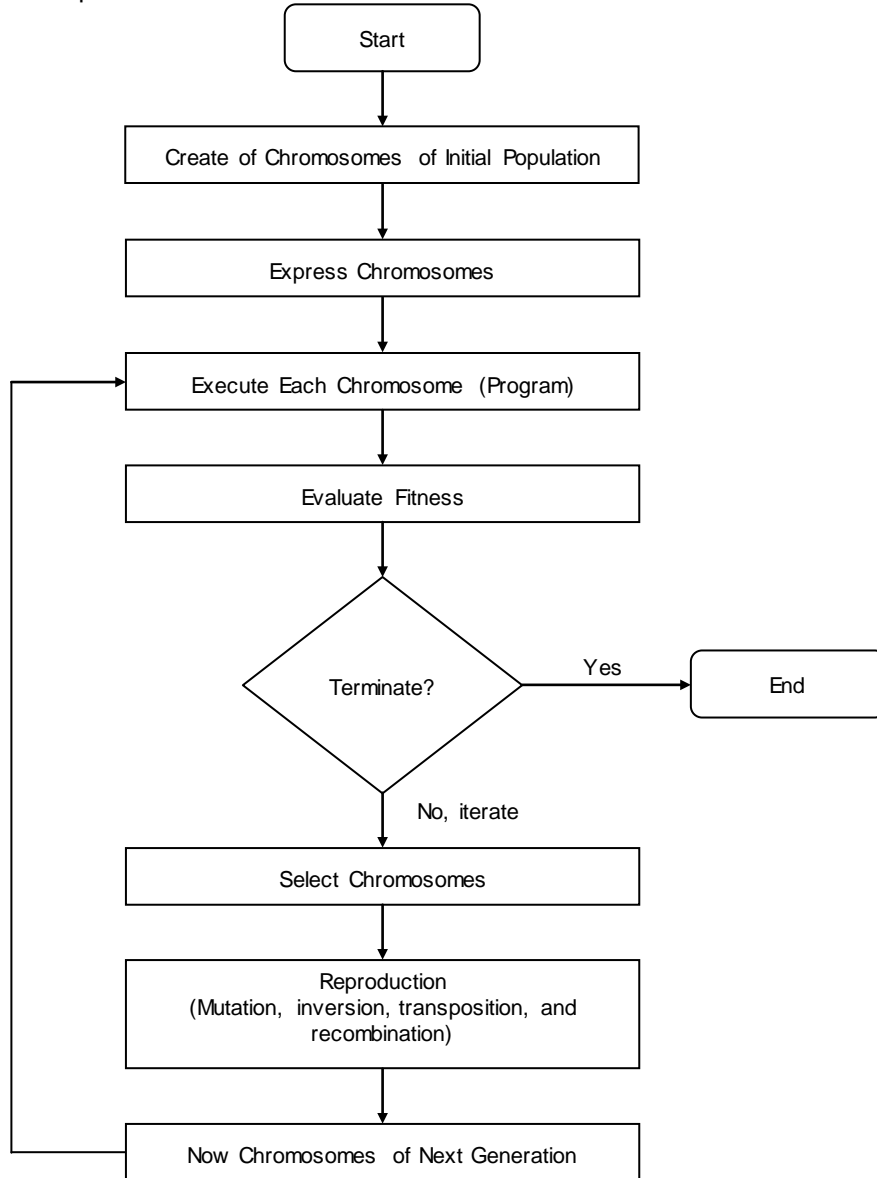 Start
Create of Chromosomes of Initial Population
Express Chromosomes
Execute Each Chromosome (Program)
Evaluate Fitness
Terminate?
Yes
End
No, iterate
Select Chromosomes
Reproduction
(Mutation, inversion, transposition, and
recombination)
Now Chromosomes of Next Generation